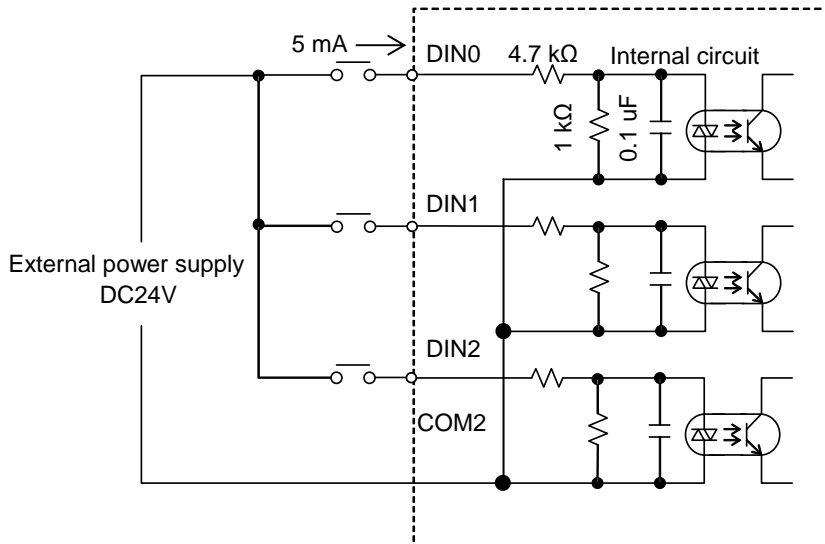 5 mA
DIN0
4.7 kΩ
Internal circuit
1 kΩ
0.1 uF
DIN1
External power supply
DC24V
DIN2
COM2